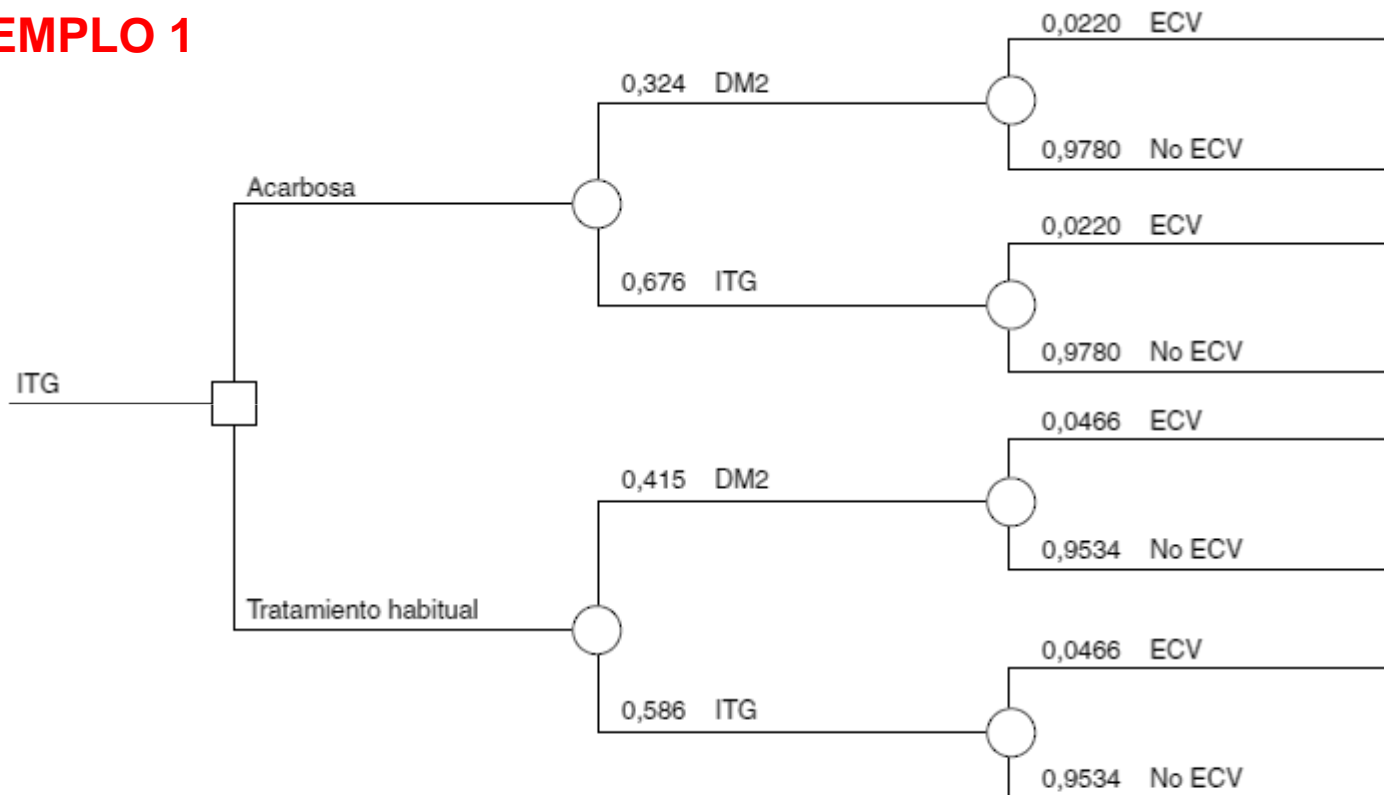 EMPLO 1
0,0220 ECV
0,324 DM2
0,9780 No ECV
Acarbosa
0,0220 ECV
0,676 ITG
0,9780 No ECV
ITG
0,0466 ECV
0,415 DM2
0,9534 No ECV
Tratamiento habitual
0,0466 ECV
0,586 ITG
0,9534 No ECV